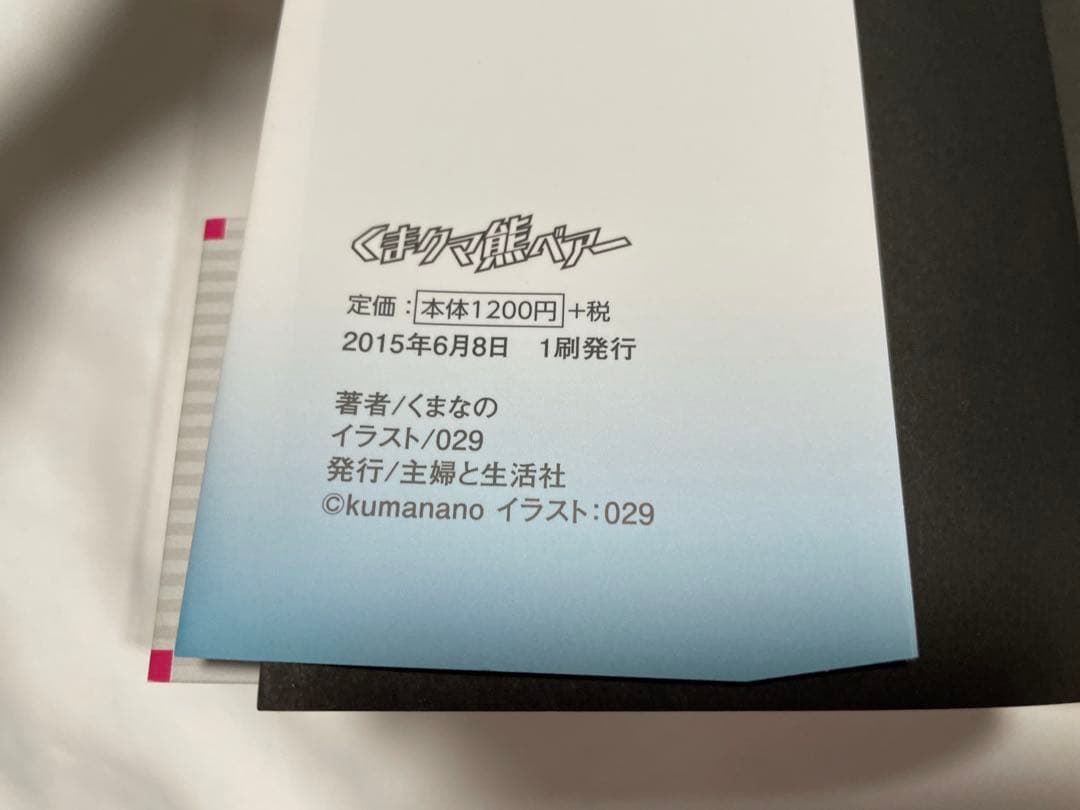 くまクマ熊ベアー
定価：本体1200円+税
2015年6月8日　1刷発行
著者/くまなの
イラスト/029
発行/主婦と生活社
©kumanano イラスト：029